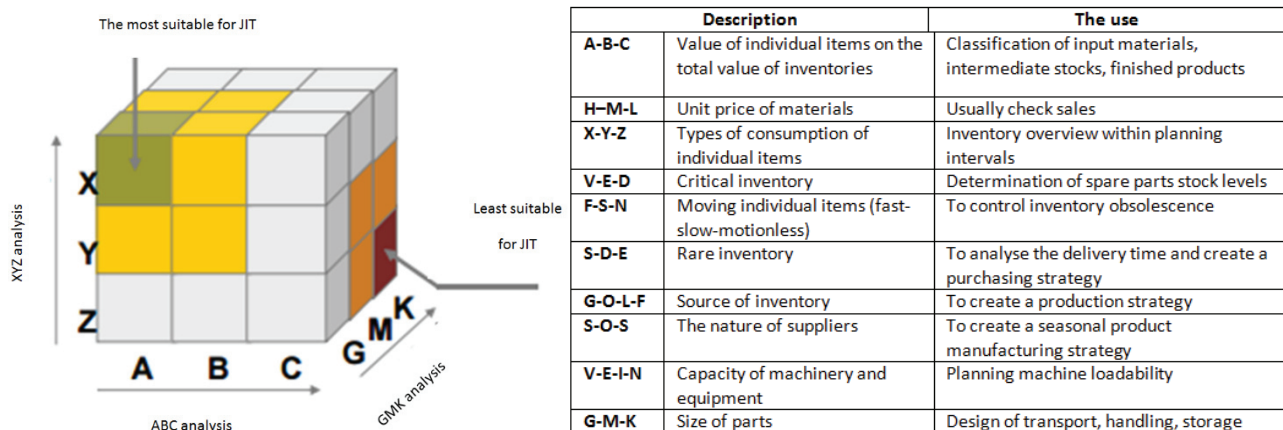 The most suitable for JIT
XYZ analysis
X
Y
Z
A B C
G
M
K
ABC analysis
GMK analysis
Least suitable
for JIT
Description The use
A-B-C Value of individual items on the Classification of input materials,
total value of inventories intermediate stocks, finished products
H–M-L Unit price of materials Usually check sales
X-Y-Z Types of consumption of Inventory overview within planning
individual items intervals
V-E-D Critical inventory Determination of spare parts stock levels
F-S-N Moving individual items (fast- To control inventory obsolescence
slow-motionless)
S-D-E Rare inventory To analyse the delivery time and create a
purchasing strategy
G-O-L-F Source of inventory To create a production strategy
S-O-S The nature of suppliers To create a seasonal product
manufacturing strategy
V-E-I-N Capacity of machinery and Planning machine loadability
equipment
G-M-K Size of parts Design of transport, handling, storage